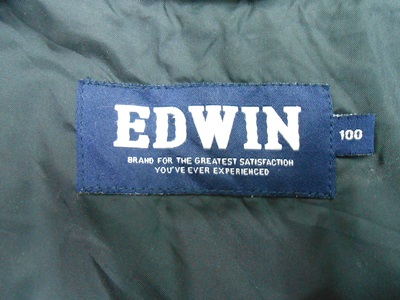 EDWIN
BRAND FOR THE GREATEST SATISFACTION
YOU'VE EVER EXPERIENCED
100